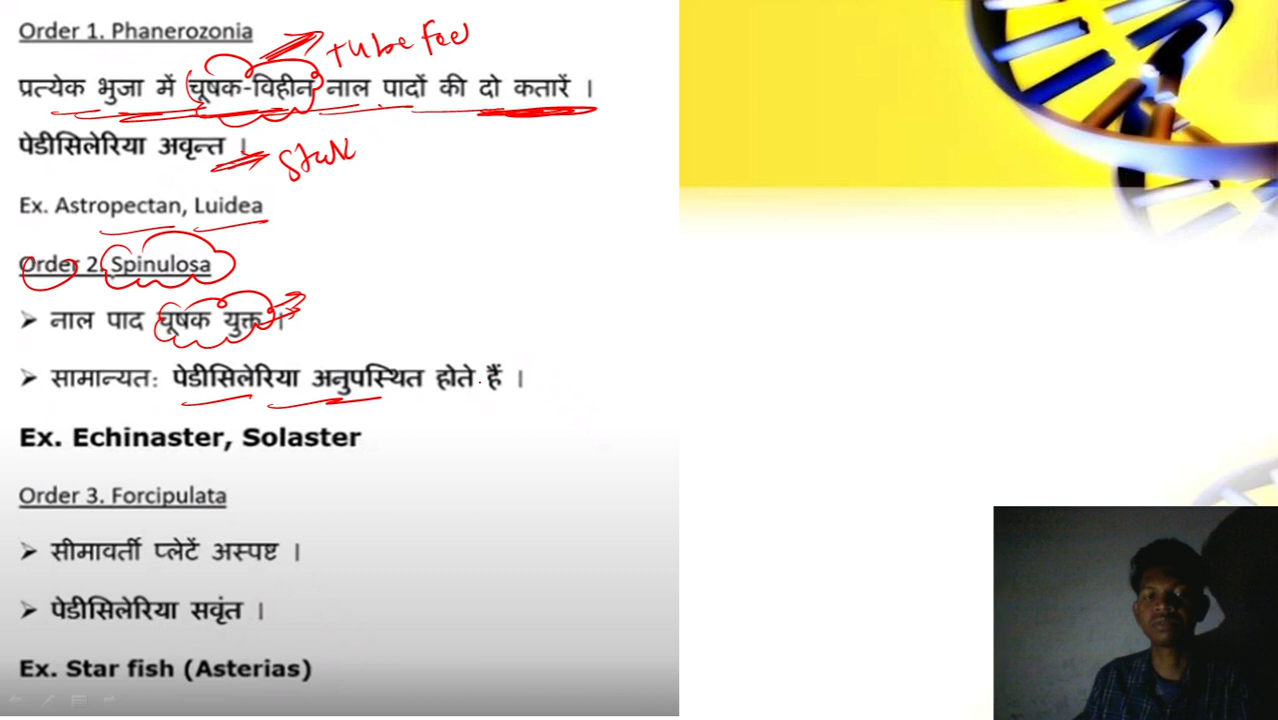 Order 1. Phanerozonia
tube fee
प्रत्येक भुजा में चूषक-विहीन नाल पादों की दो कतारें ।
पेडीसिलेरिया अवृन्त ।
Stalk
Ex. Astropectan, Luidea
Order 2. Spinulosa
➢ नाल पाद चूषक युक्त ।
➢ सामान्यत: पेडीसिलेरिया अनुपस्थित होते हैं ।
Ex. Echinaster, Solaster
Order 3. Forcipulata
➢ सीमावर्ती प्लेटें अस्पष्ट ।
➢ पेडीसिलेरिया सवृंत ।
Ex. Star fish (Asterias)